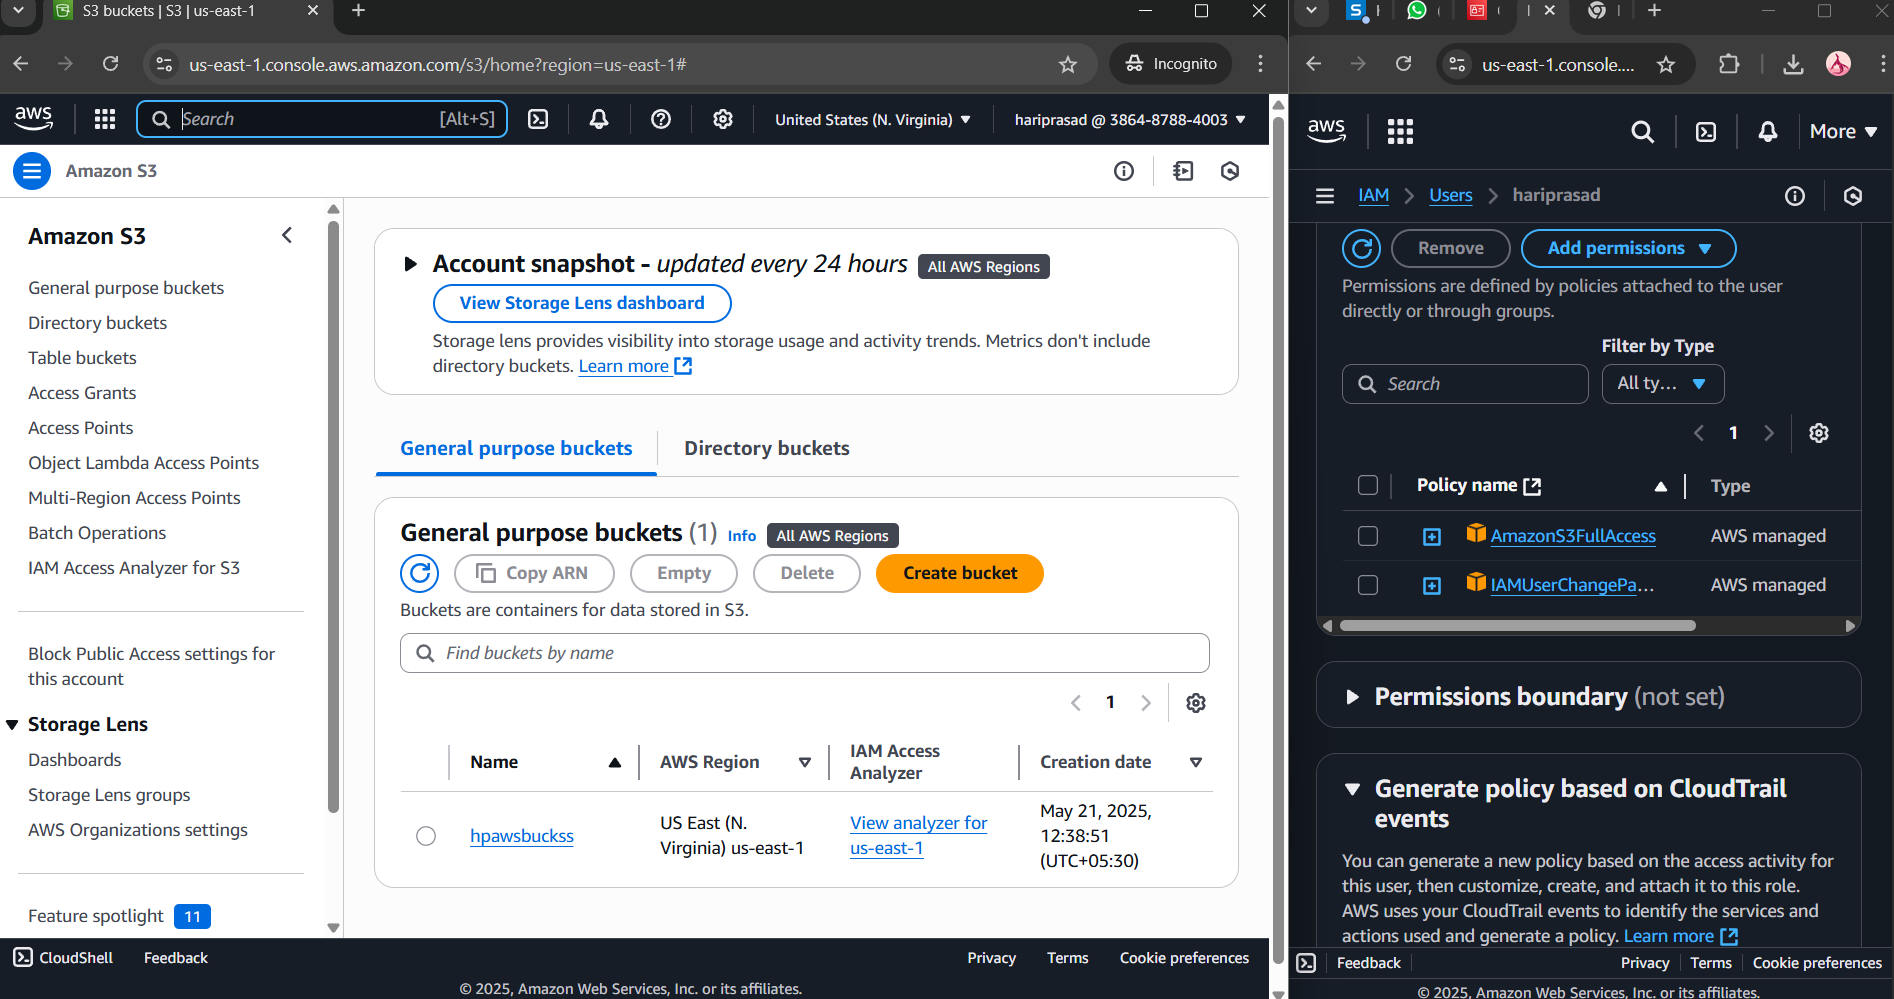 S3 buckets | S3 | us-east-1
us-east-1.console.aws.amazon.com/s3/home?region=us-east-1#
Incognito
aws
Search
[Alt+S]
United States (N. Virginia)
hariprasad @ 3864-8788-4003
Amazon S3
Amazon S3
General purpose buckets
Directory buckets
Table buckets
Access Grants
Access Points
Object Lambda Access Points
Multi-Region Access Points
Batch Operations
IAM Access Analyzer for S3
Block Public Access settings for
this account
Storage Lens
Dashboards
Storage Lens groups
AWS Organizations settings
Feature spotlight 11
Account snapshot - updated every 24 hours All AWS Regions
View Storage Lens dashboard
Storage lens provides visibility into storage usage and activity trends. Metrics don't include
directory buckets. Learn more
General purpose buckets
Directory buckets
General purpose buckets (1) Info All AWS Regions
Copy ARN
Empty
Delete
Create bucket
Buckets are containers for data stored in S3.
Find buckets by name
1
Name
AWS Region
IAM Access
Analyzer
Creation date
hpawsbuckss
US East (N.
Virginia) us-east-1
View analyzer for
us-east-1
May 21, 2025,
12:38:51
(UTC+05:30)
CloudShell
Feedback
Privacy
Terms
Cookie preferences
© 2025, Amazon Web Services, Inc. or its affiliates.
us-east-1.console....
aws
More
IAM
Users
hariprasad
Remove
Add permissions
Permissions are defined by policies attached to the user
directly or through groups.
Filter by Type
Search
All ty...
1
Policy name
Type
AmazonS3FullAccess
AWS managed
IAMUserChangePa...
AWS managed
Permissions boundary (not set)
Generate policy based on CloudTrail
events
You can generate a new policy based on the access activity for
this user, then customize, create, and attach it to this role.
AWS uses your CloudTrail events to identify the services and
actions used and generate a policy. Learn more
Feedback
Privacy
Terms
Cookie preferences
© 2025, Amazon Web Services, Inc. or its affiliates.